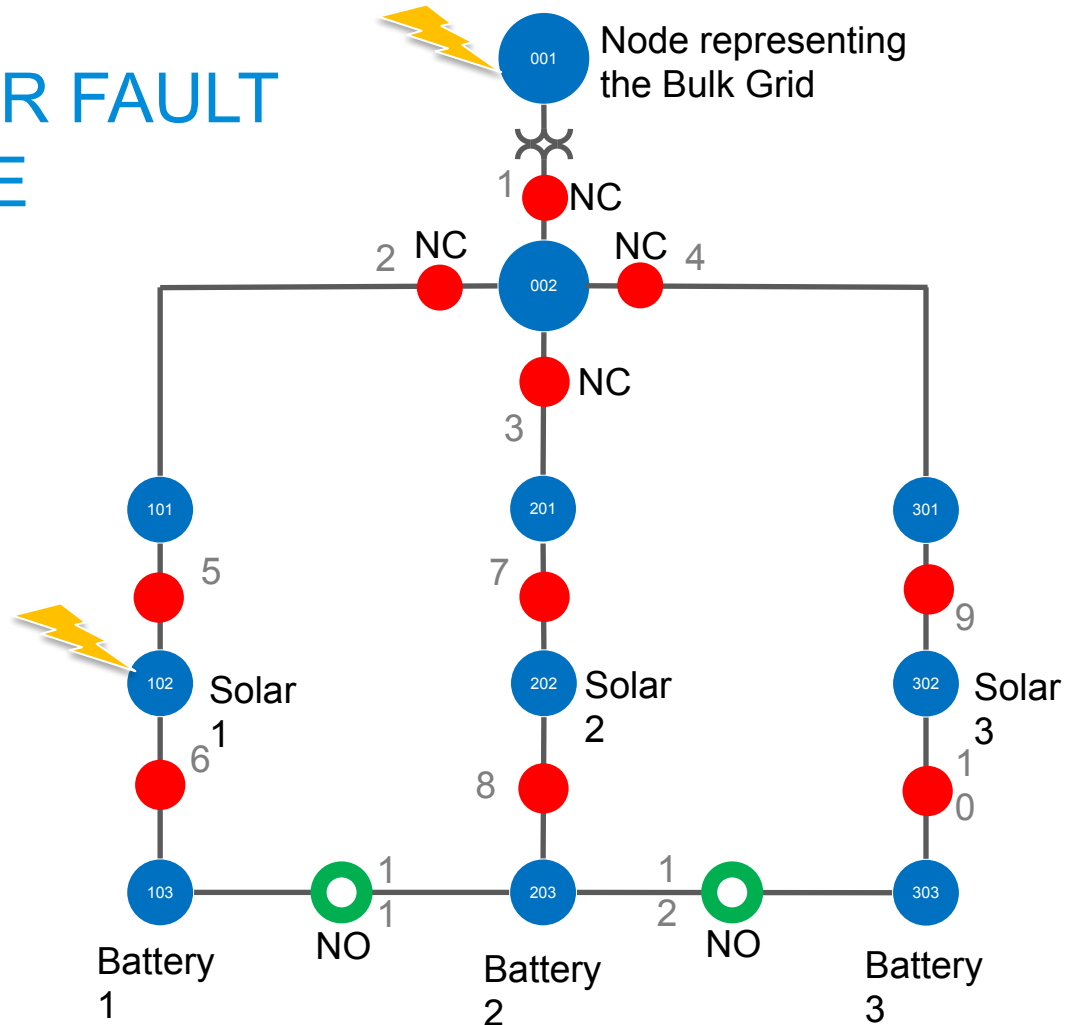 R FAULT
E
001
Node representing
the Bulk Grid
1
NC
2
NC
NC
4
002
NC
3
101
201
301
5
7
9
102
Solar
1
202
Solar
2
302
Solar
3
6
8
1
0
103
1
1
NO
203
1
2
NO
303
Battery
1
Battery
2
Battery
3